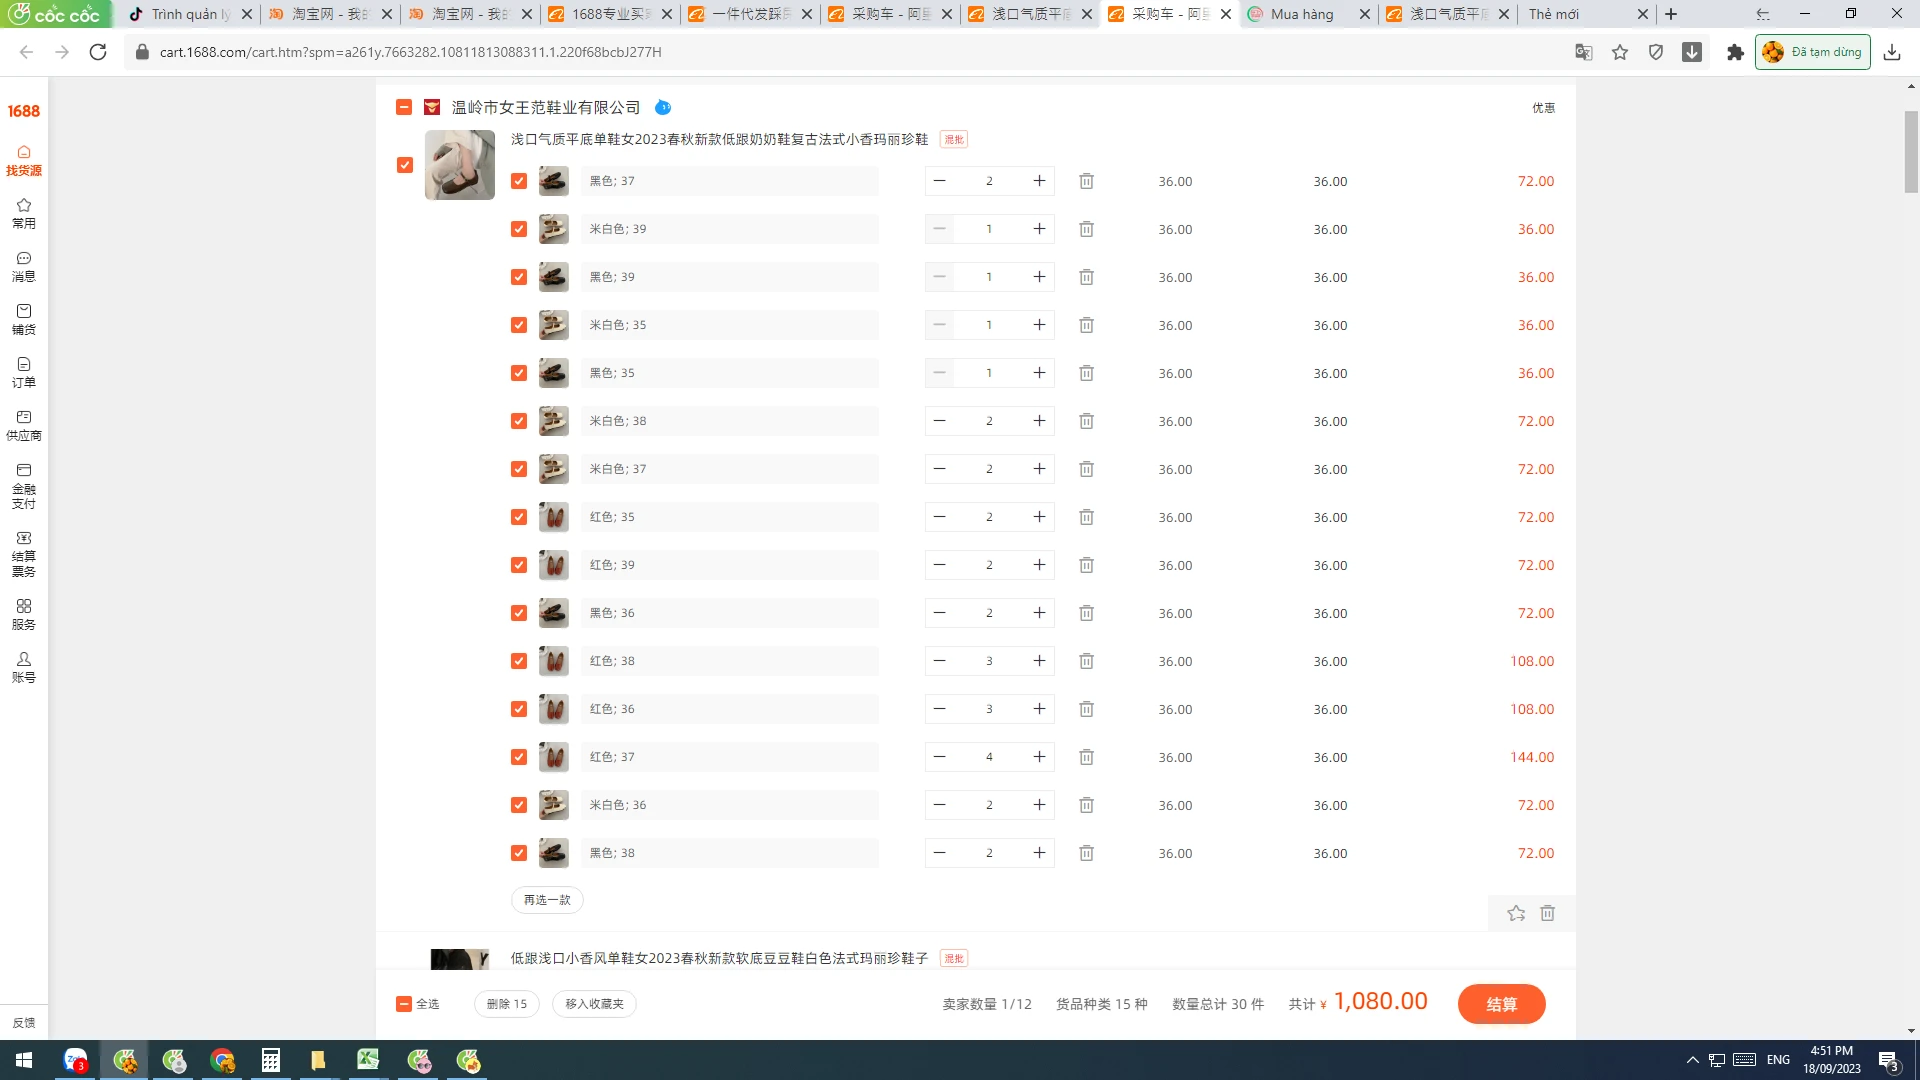 cốc cốc
Trình quản lý
淘宝网 - 我的
淘宝网 - 我的
1688专业买家
一件代发踩屎
采购车 - 阿里
浅口气质平底
采购车 - 阿里
Mua hàng
浅口气质平底
Thẻ mới
cart.1688.com/cart.htm?spm=a261y.7663282.10811813088311.1.220f68bcbJ277H
Đã tạm dừng
1688
找货源
常用
消息
铺货
订单
供应商
金融
支付
结算
票务
服务
账号
反馈
温岭市女王范鞋业有限公司
优惠
浅口气质平底单鞋女2023春秋新款低跟奶奶鞋复古法式小香玛丽珍鞋 混批
黑色; 37 2 36.00 36.00 72.00
米白色; 39 1 36.00 36.00 36.00
黑色; 39 1 36.00 36.00 36.00
米白色; 35 1 36.00 36.00 36.00
黑色; 35 1 36.00 36.00 36.00
米白色; 38 2 36.00 36.00 72.00
米白色; 37 2 36.00 36.00 72.00
红色; 35 2 36.00 36.00 72.00
红色; 39 2 36.00 36.00 72.00
黑色; 36 2 36.00 36.00 72.00
红色; 38 3 36.00 36.00 108.00
红色; 36 3 36.00 36.00 108.00
红色; 37 4 36.00 36.00 144.00
米白色; 36 2 36.00 36.00 72.00
黑色; 38 2 36.00 36.00 72.00
再选一款
低跟浅口小香风单鞋女2023春秋新款软底豆豆鞋白色法式玛丽珍鞋子 混批
全选 删除 15 移入收藏夹 卖家数量 1/12 货品种类 15 种 数量总计 30 件 共计 ¥ 1,080.00 结算
Zalo 3
ENG
4:51 PM
18/09/2023
3